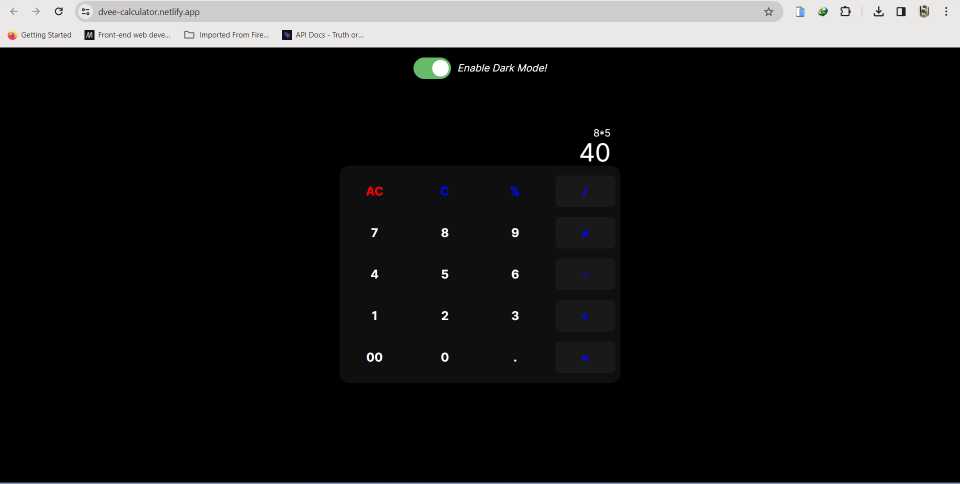 dvee-calculator.netlify.app
Getting Started
Front-end web deve...
Imported From Fire...
API Docs - Truth or...
Enable Dark Mode!
8*5
40
AC C % /
7 8 9 *
4 5 6 -
1 2 3 +
00 0 . =